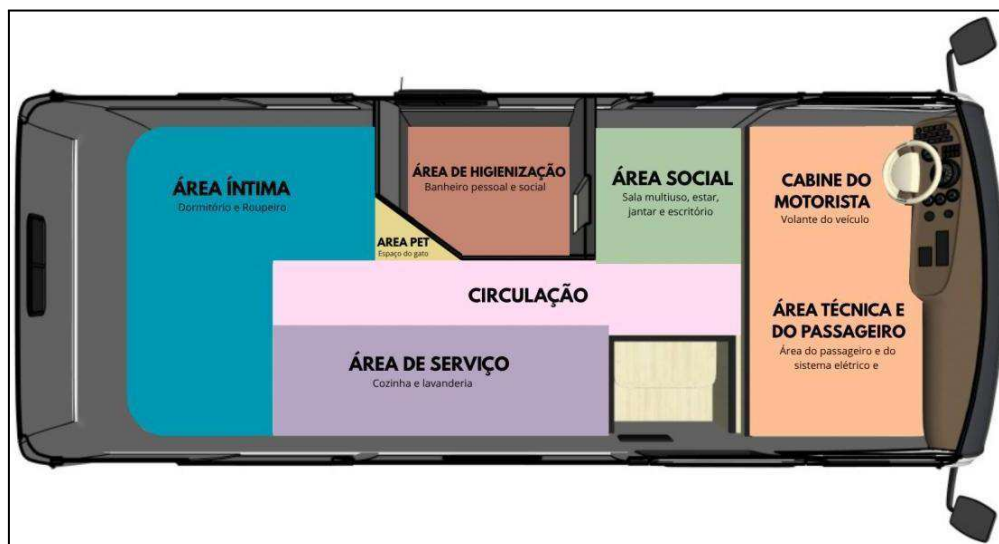 ÁREA ÍNTIMA
Dormitório e Roupeiro
ÁREA DE HIGIENIZAÇÃO
Banheiro pessoal e social
AREA PET
Espaço do gato
ÁREA SOCIAL
Sala multiuso, estar,
jantar e escritório
CABINE DO
MOTORISTA
Volante do veículo
CIRCULAÇÃO
ÁREA TÉCNICA E
DO PASSAGEIRO
Área do passageiro e do
sistema elétrico e
ÁREA DE SERVIÇO
Cozinha e lavanderia